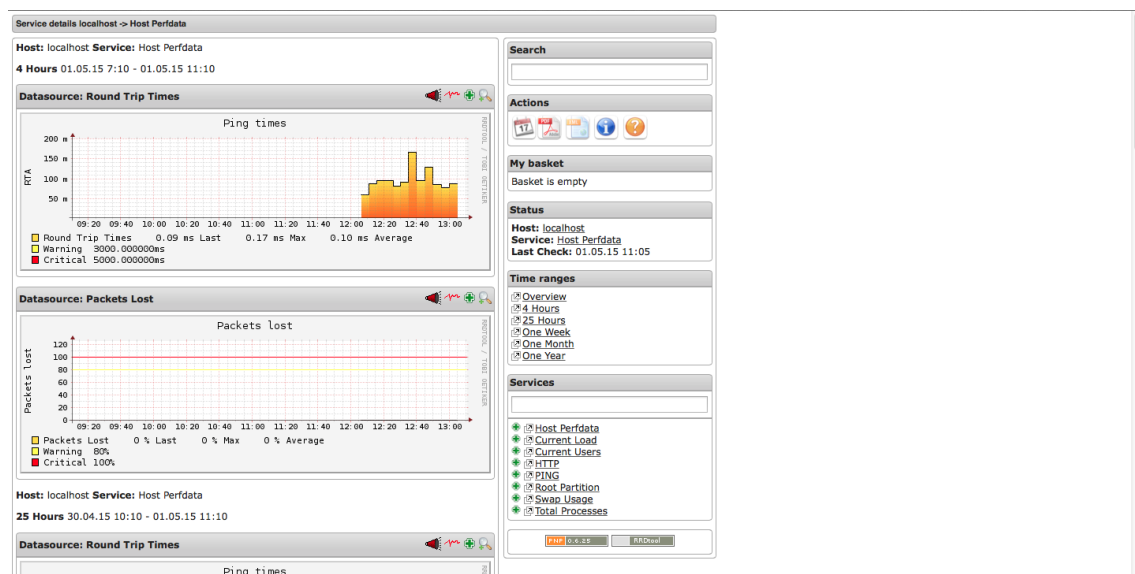 Service details localhost -> Host Perfdata
Host: localhost Service: Host Perfdata
4 Hours 01.05.15 7:10 - 01.05.15 11:10
Datasource: Round Trip Times
Ping times
RRDTOOL / TOBI OETIKER
RTA
200 m
150 m
100 m
50 m
09:20 09:40 10:00 10:20 10:40 11:00 11:20 11:40 12:00 12:20 12:40 13:00
Round Trip Times 0.09 ms Last 0.17 ms Max 0.10 ms Average
Warning 3000.000000ms
Critical 5000.000000ms
Datasource: Packets Lost
Packets lost
RRDTOOL / TOBI OETIKER
Packets lost
120
100
80
60
40
20
0
09:20 09:40 10:00 10:20 10:40 11:00 11:20 11:40 12:00 12:20 12:40 13:00
Packets Lost 0 % Last 0 % Max 0 % Average
Warning 80%
Critical 100%
Host: localhost Service: Host Perfdata
25 Hours 30.04.15 10:10 - 01.05.15 11:10
Datasource: Round Trip Times
Ping times
Search
Actions
17
PDF
My basket
Basket is empty
Status
Host: localhost
Service: Host Perfdata
Last Check: 01.05.15 11:05
Time ranges
Overview
4 Hours
25 Hours
One Week
One Month
One Year
Services
Host Perfdata
Current Load
Current Users
HTTP
PING
Root Partition
Swap Usage
Total Processes
PNP 0.6.25
RRDtool